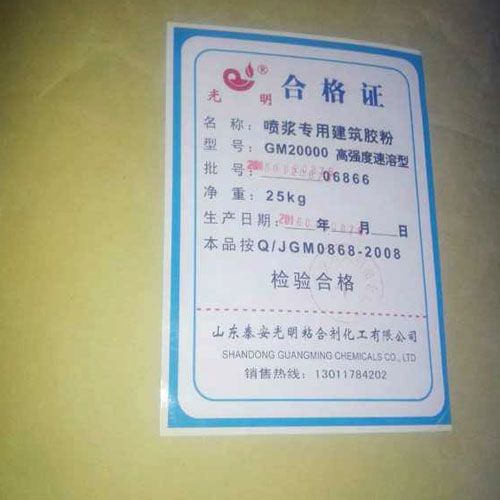 光明® 合格证
名称：喷浆专用建筑胶粉
型号：GM20000 高强度速溶型
批号：06866
净重：25kg
生产日期：年 月 日
本品按Q/JGM0868-2008
检验合格
山东泰安光明粘合剂化工有限公司
SHANDONG GUANGMING CHEMICALS CO., LTD
销售热线：13011784202